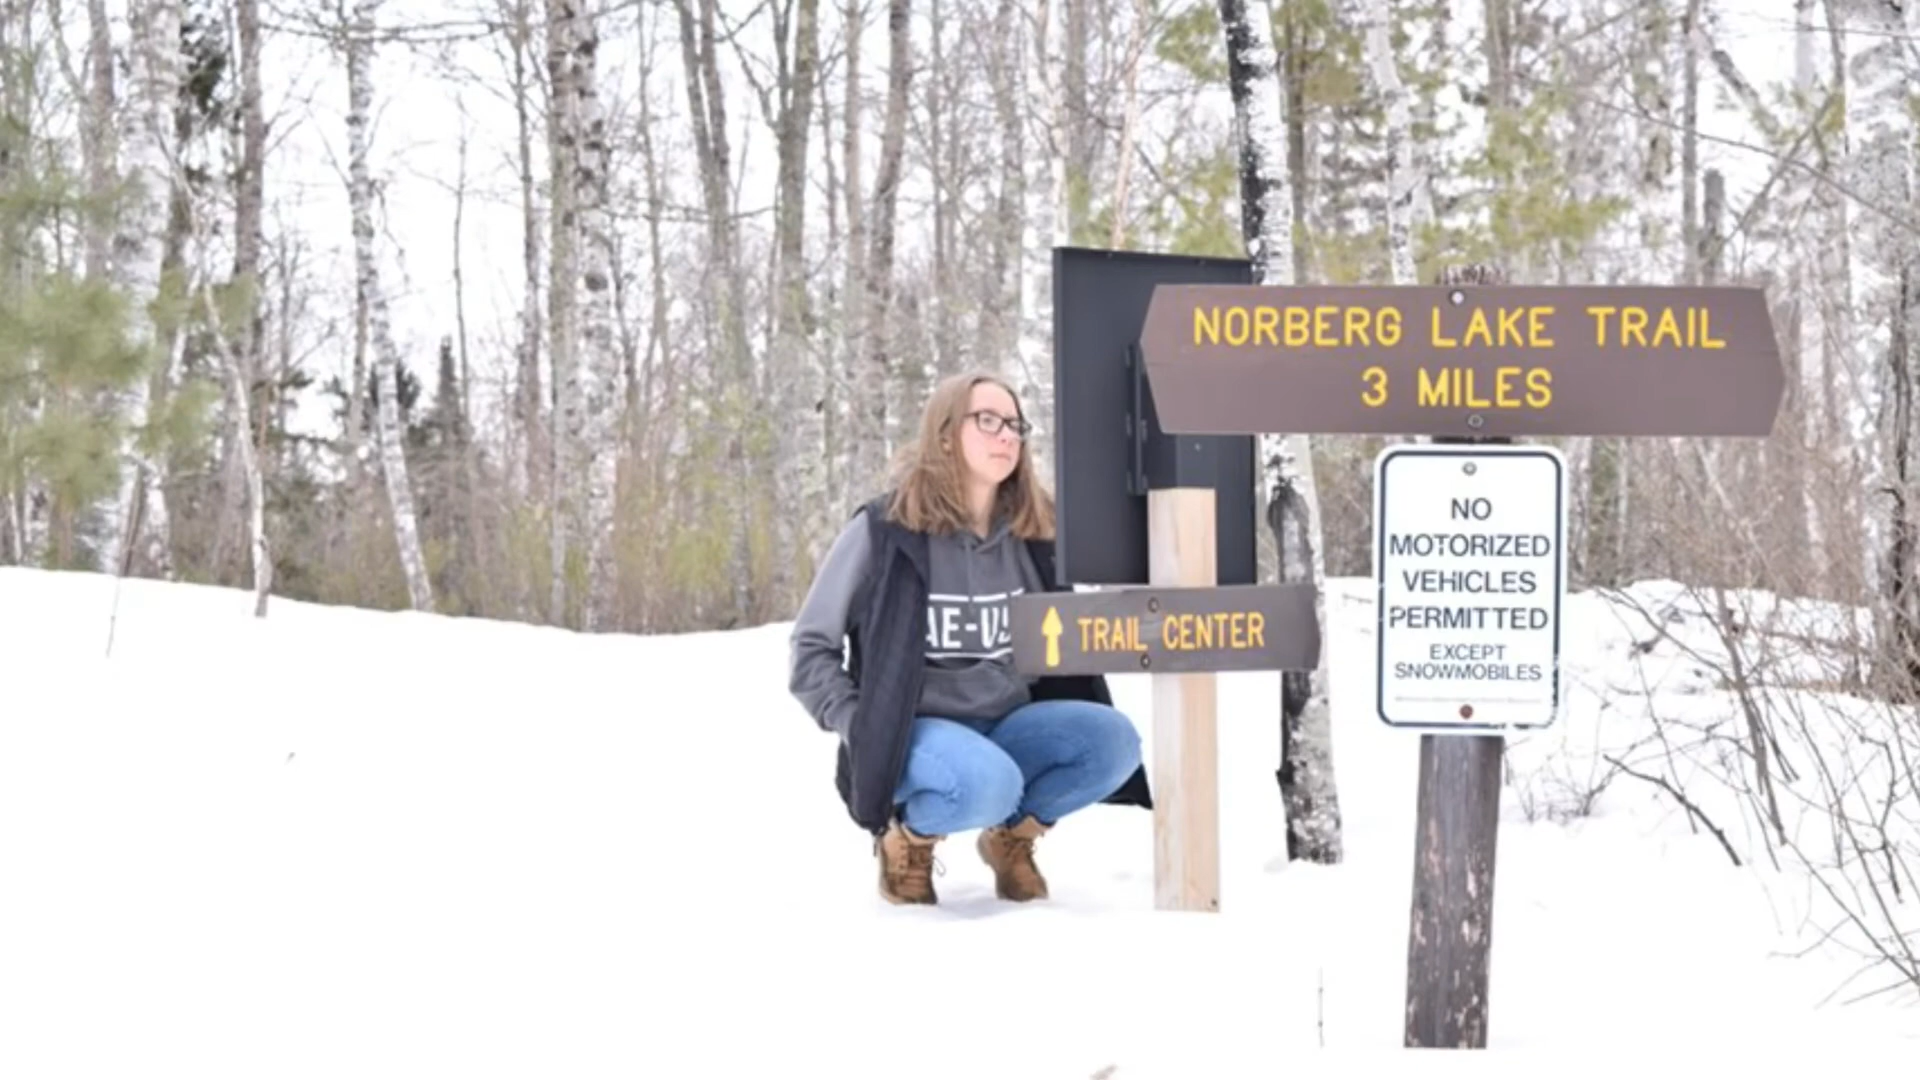 NORBERG LAKE TRAIL
3 MILES
NO
MOTORIZED
VEHICLES
PERMITTED
EXCEPT
SNOWMOBILES
TRAIL CENTER